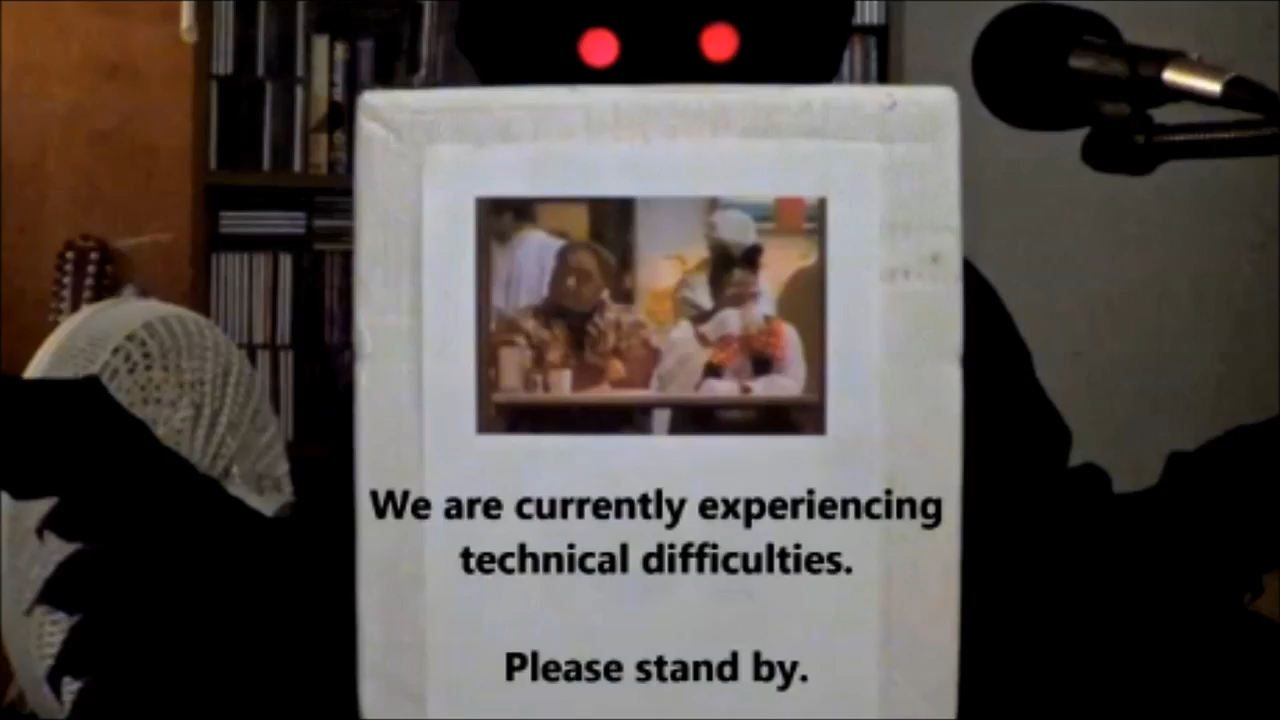 We are currently experiencing
technical difficulties.
Please stand by.